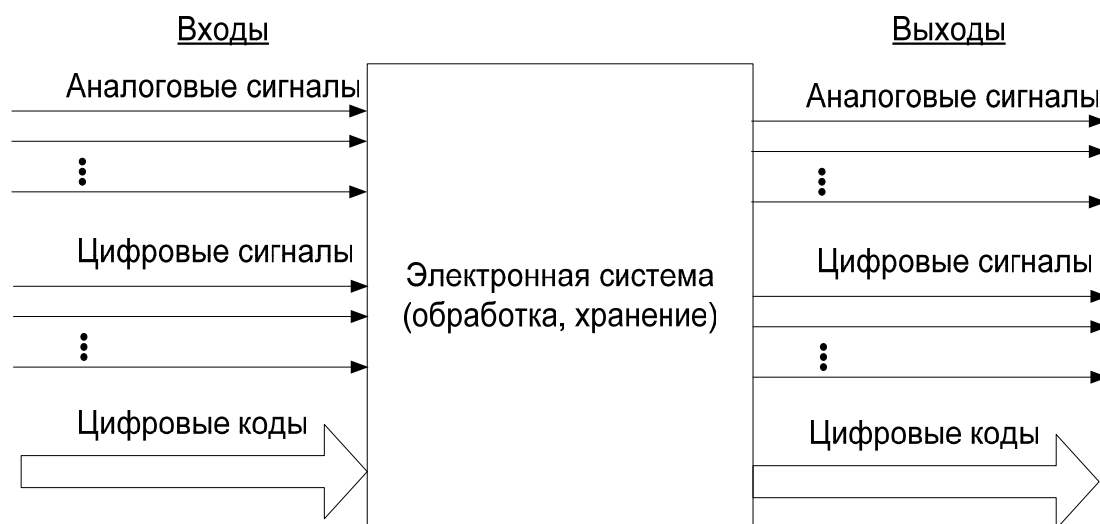 Входы
Аналоговые сигналы
Цифровые сигналы
Цифровые коды
Электронная система
(обработка, хранение)
Выходы
Аналоговые сигналы
Цифровые сигналы
Цифровые коды